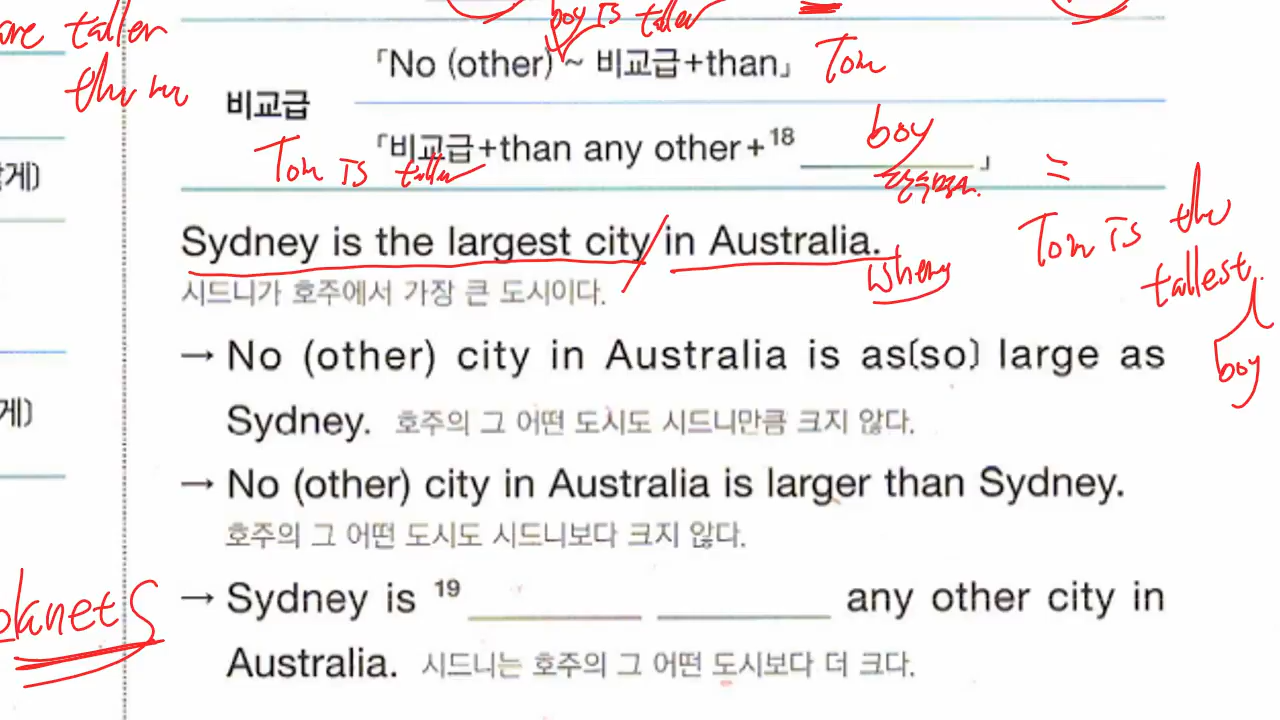 are taller
than
boy is taller
「No (other) ~ 비교급+than」 Tom
비교급
「비교급+than any other+18 ________」
boy
Tom is taller
단수명사.
=
Tom is the
tallest.
boy
Sydney is the largest city / in Australia.
시드니가 호주에서 가장 큰 도시이다.
→ No (other) city in Australia is as(so) large as
Sydney. 호주의 그 어떤 도시도 시드니만큼 크지 않다.
→ No (other) city in Australia is larger than Sydney.
호주의 그 어떤 도시도 시드니보다 크지 않다.
planets
→ Sydney is 19 ________ ________ any other city in
Australia. 시드니는 호주의 그 어떤 도시보다 더 크다.
게)
게)